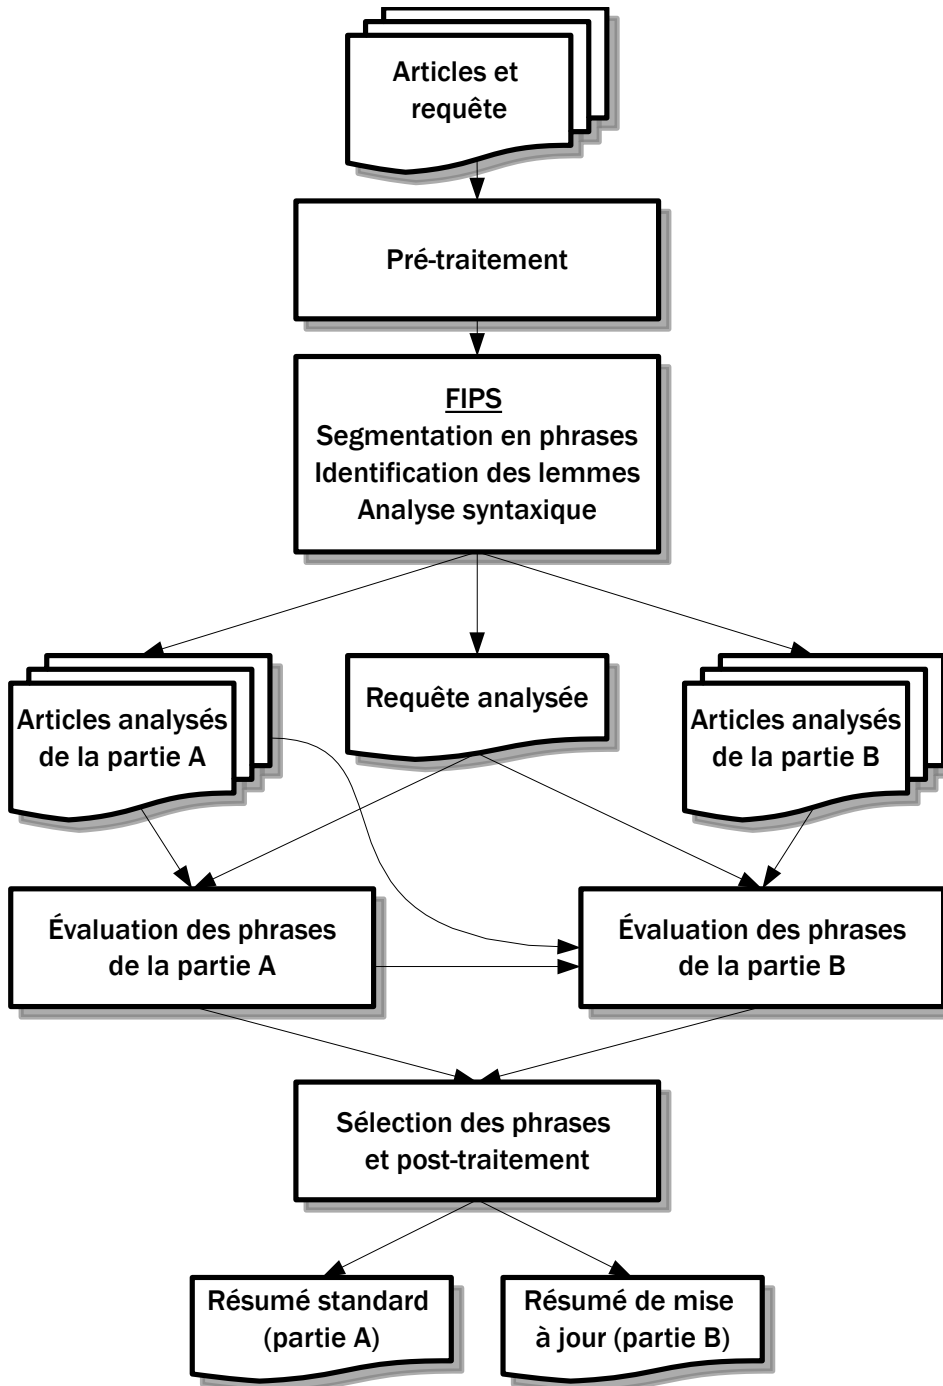 Articles et
requête
Pré-traitement
FIPS
Segmentation en phrases
Identification des lemmes
Analyse syntaxique
Articles analysés
de la partie A
Requête analysée
Articles analysés
de la partie B
Évaluation des phrases
de la partie A
Évaluation des phrases
de la partie B
Sélection des phrases
et post-traitement
Résumé standard
(partie A)
Résumé de mise
à jour (partie B)